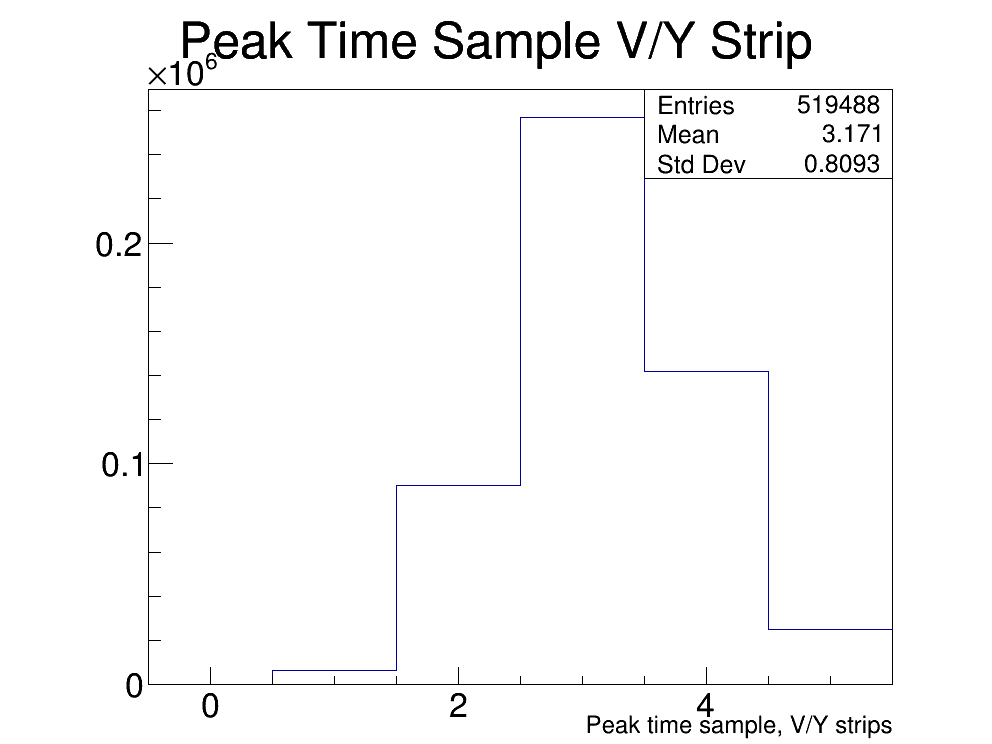 Peak Time Sample V/Y Strip
×10⁶
Entries 519488
Mean 3.171
Std Dev 0.8093
0.2
0.1
0
0 2 4
Peak time sample, V/Y strips